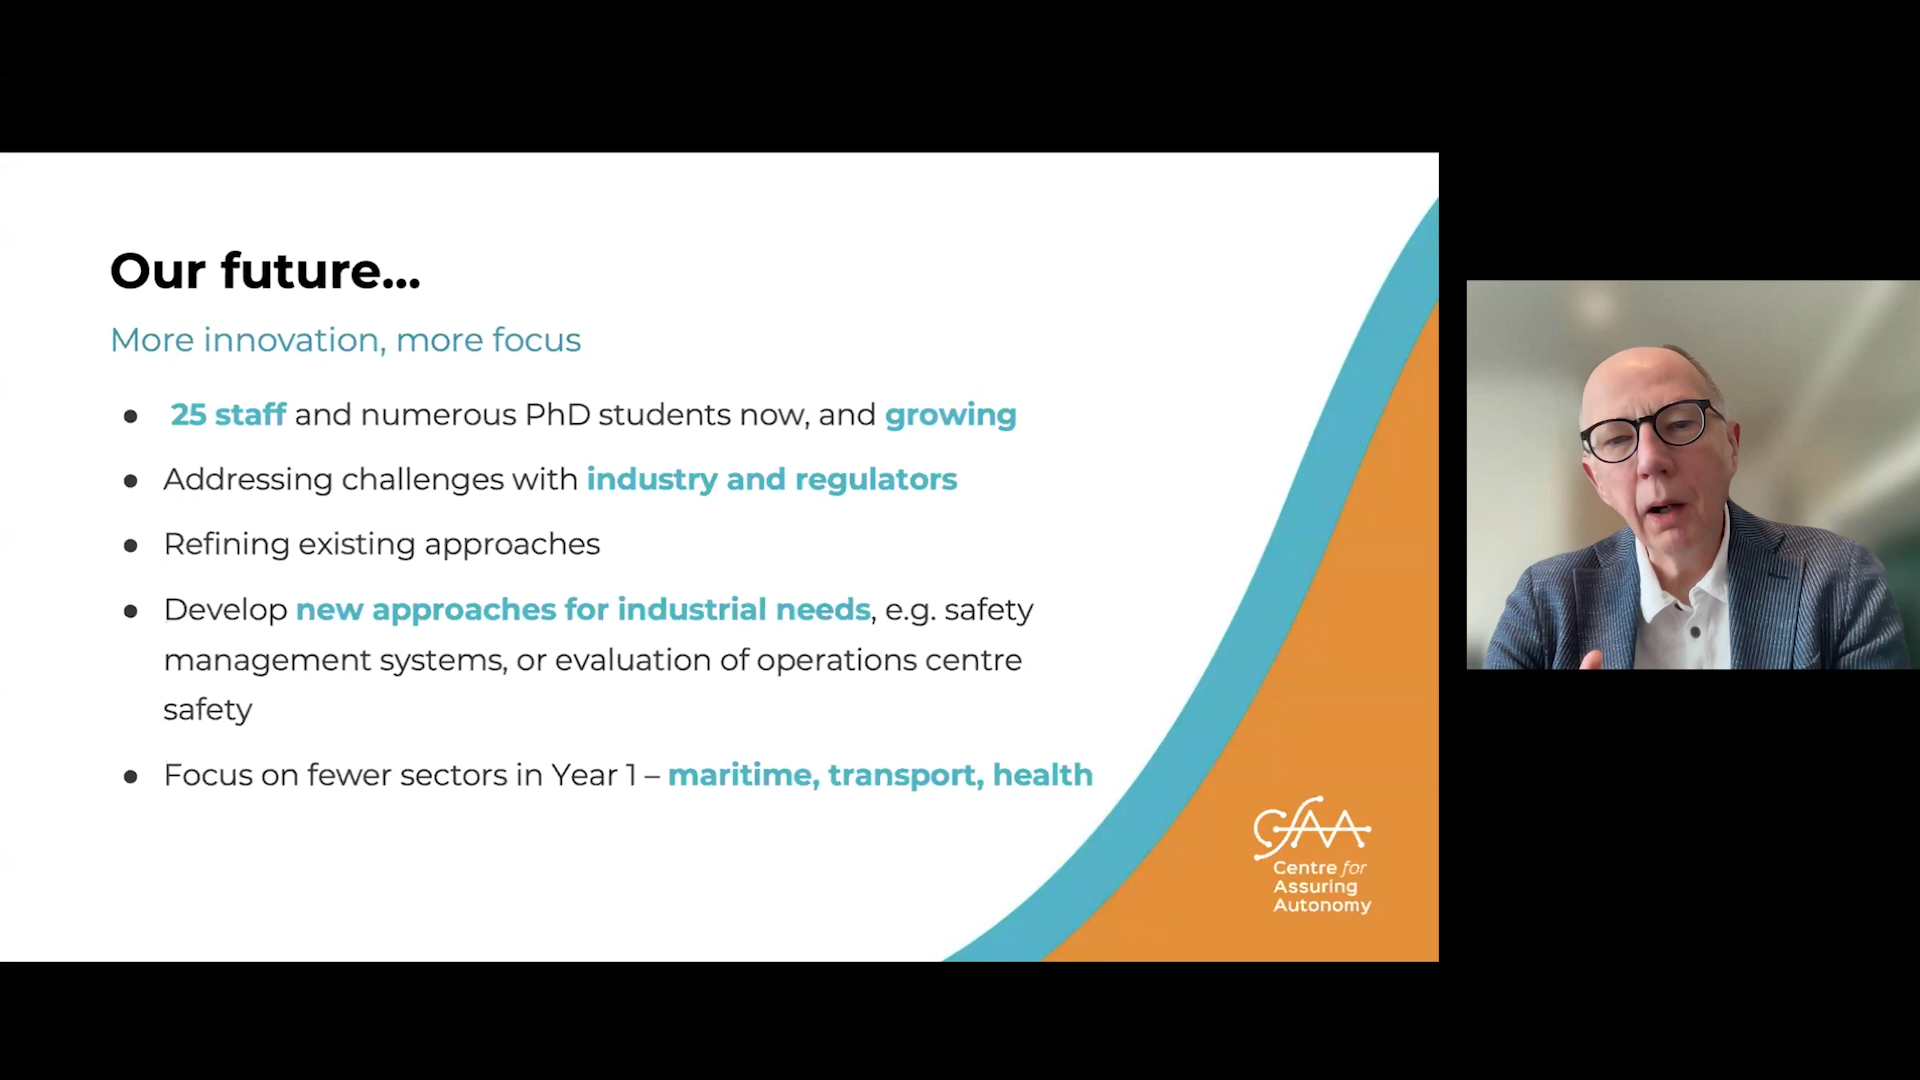 Our future...
More innovation, more focus
● 25 staff and numerous PhD students now, and growing
● Addressing challenges with industry and regulators
● Refining existing approaches
● Develop new approaches for industrial needs, e.g. safety
management systems, or evaluation of operations centre
safety
● Focus on fewer sectors in Year 1 – maritime, transport, health
CfAA
Centre for
Assuring
Autonomy